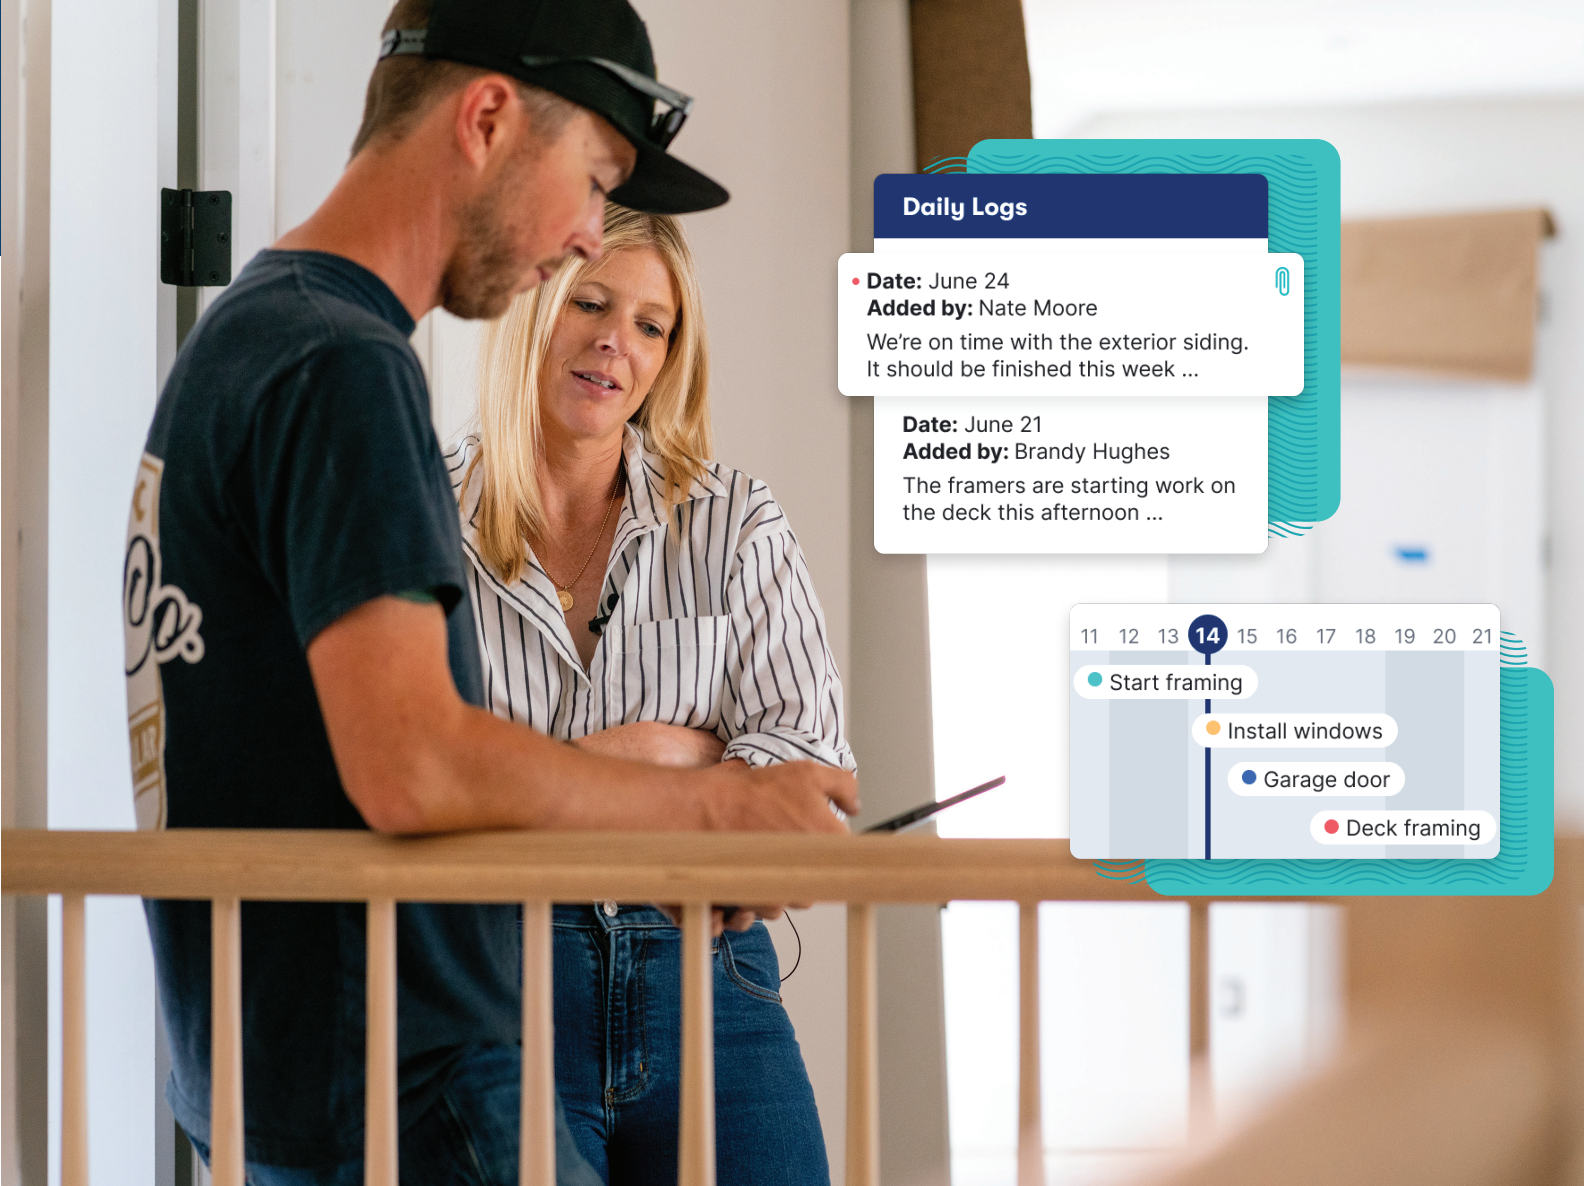 Daily Logs
Date: June 24
Added by: Nate Moore
We're on time with the exterior siding.
It should be finished this week ...
Date: June 21
Added by: Brandy Hughes
The framers are starting work on
the deck this afternoon ...
11 12 13 14 15 16 17 18 19 20 21
Start framing
Install windows
Garage door
Deck framing